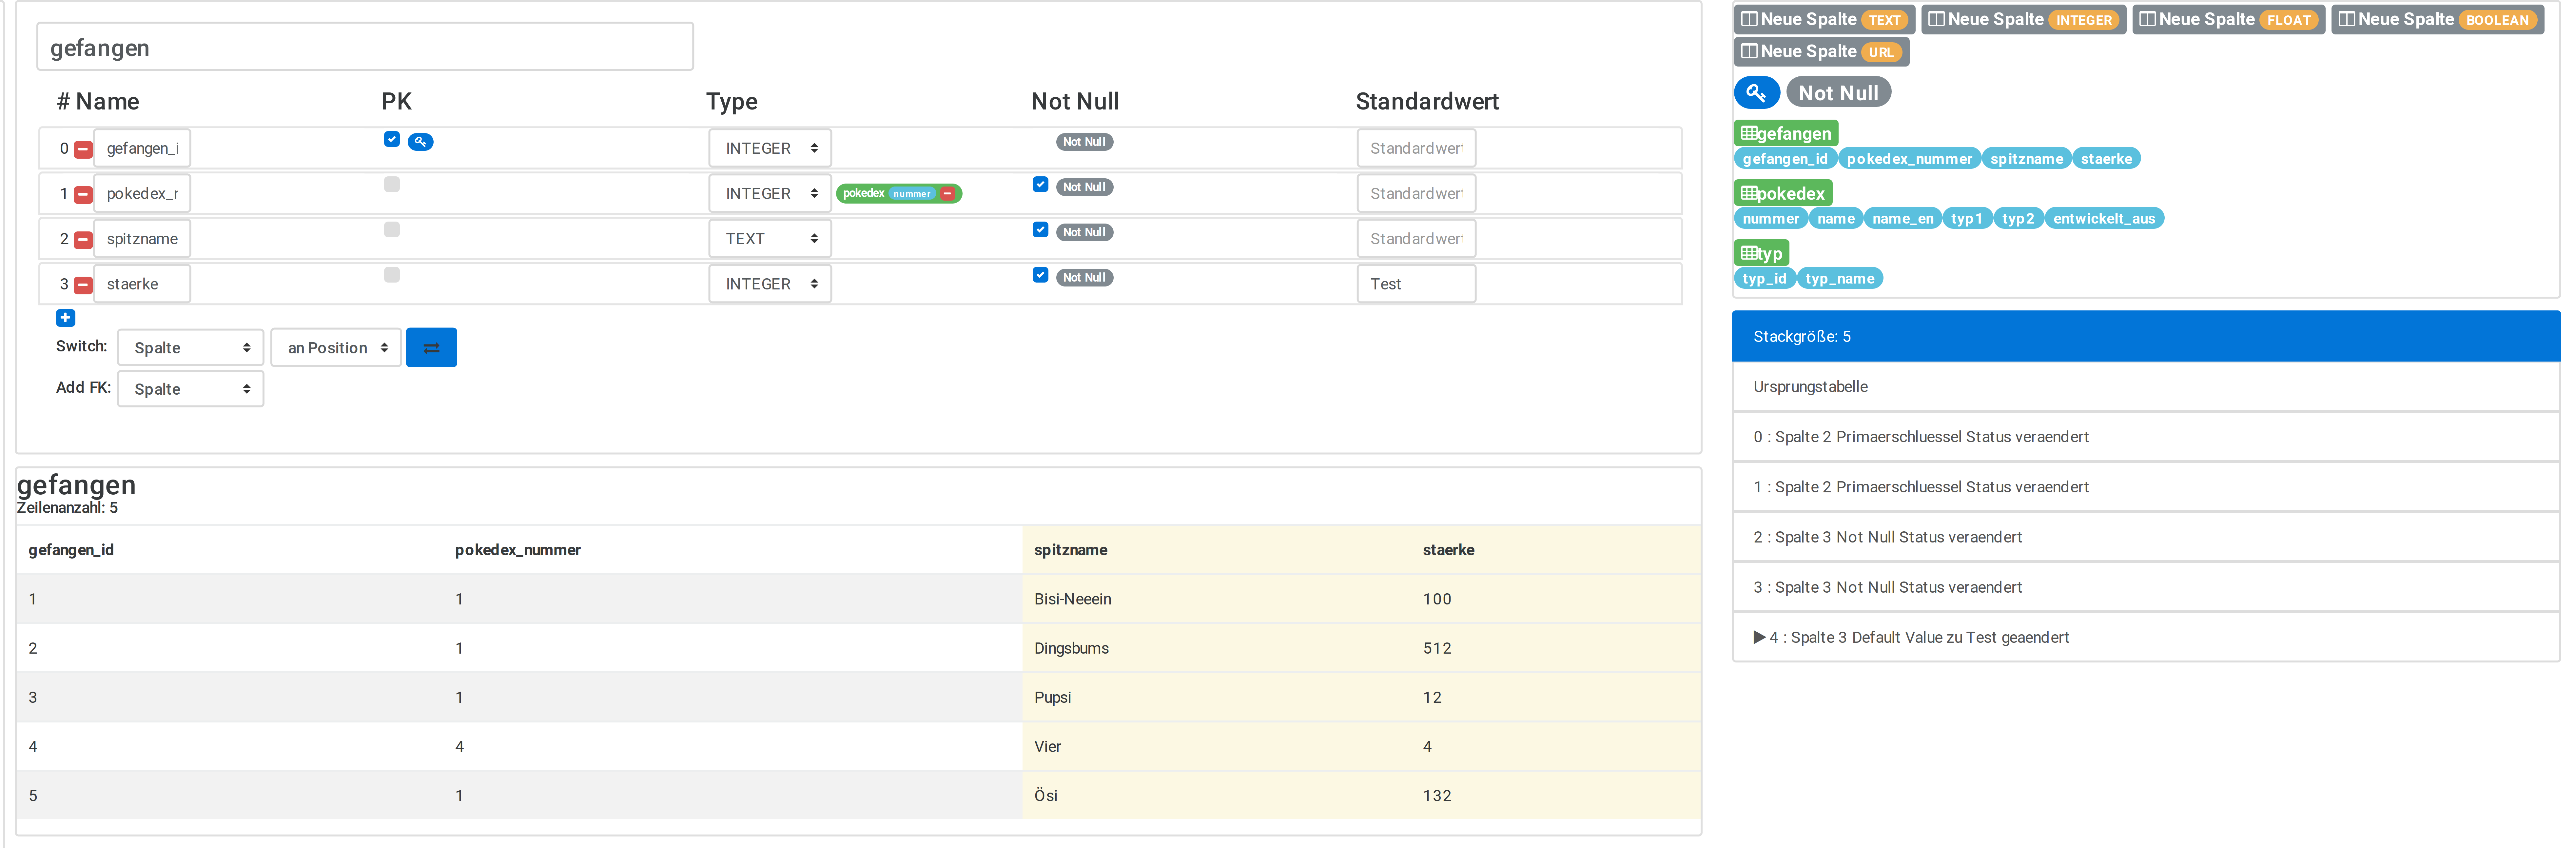 gefangen
# Name PK Type Not Null Standardwert
0 gefangen_i INTEGER Not Null Standardwert
1 pokedex_r INTEGER pokedex nummer Not Null Standardwert
2 spitzname TEXT Not Null Standardwert
3 staerke INTEGER Not Null Test
Switch: Spalte an Position
Add FK: Spalte
gefangen
Zeilenanzahl: 5
gefangen_id pokedex_nummer spitzname staerke
1 1 Bisi-Neeein 100
2 1 Dingsbums 512
3 1 Pupsi 12
4 4 Vier 4
5 1 Ösi 132
Neue Spalte TEXT Neue Spalte INTEGER Neue Spalte FLOAT Neue Spalte BOOLEAN
Neue Spalte URL
Not Null
gefangen
gefangen_id pokedex_nummer spitzname staerke
pokedex
nummer name name_en typ1 typ2 entwickelt_aus
typ
typ_id typ_name
Stackgröße: 5
Ursprungstabelle
0 : Spalte 2 Primaerschluessel Status veraendert
1 : Spalte 2 Primaerschluessel Status veraendert
2 : Spalte 3 Not Null Status veraendert
3 : Spalte 3 Not Null Status veraendert
4 : Spalte 3 Default Value zu Test geaendert